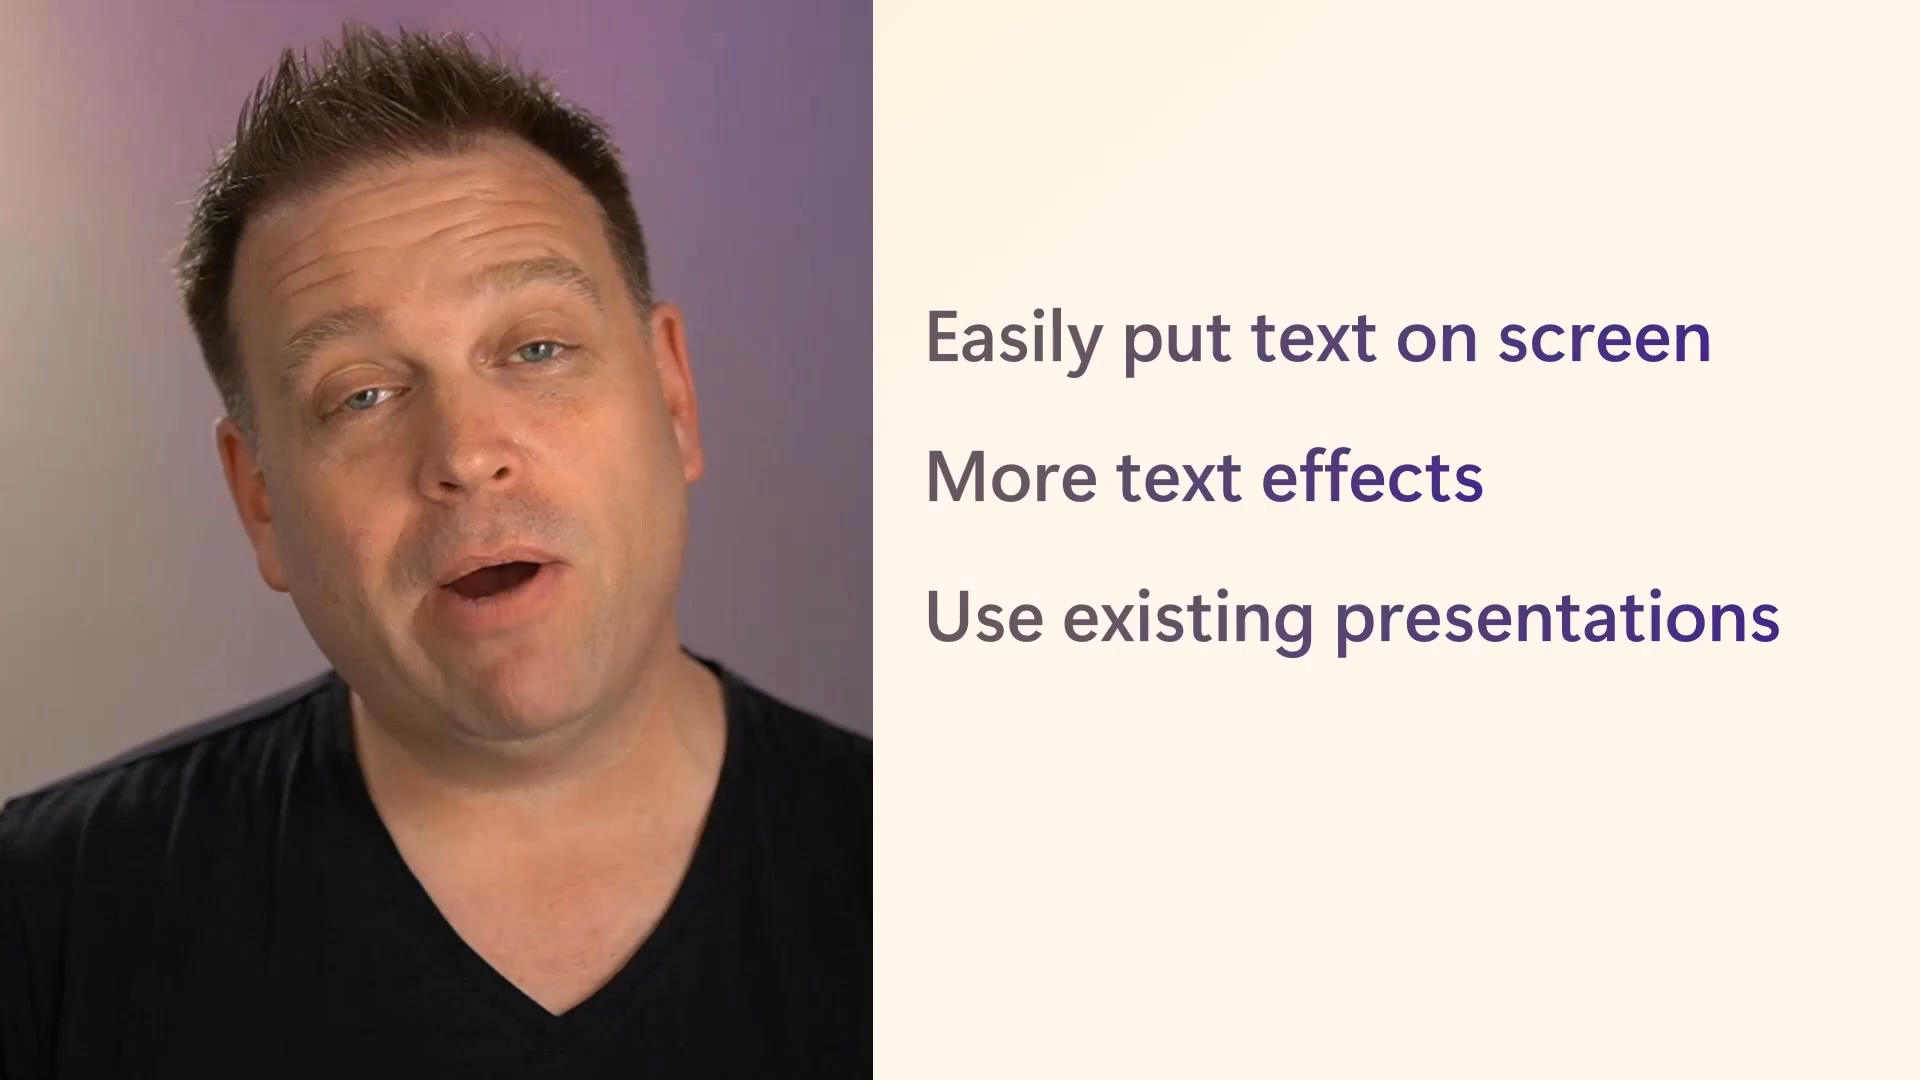 Easily put text on screen
More text effects
Use existing presentations